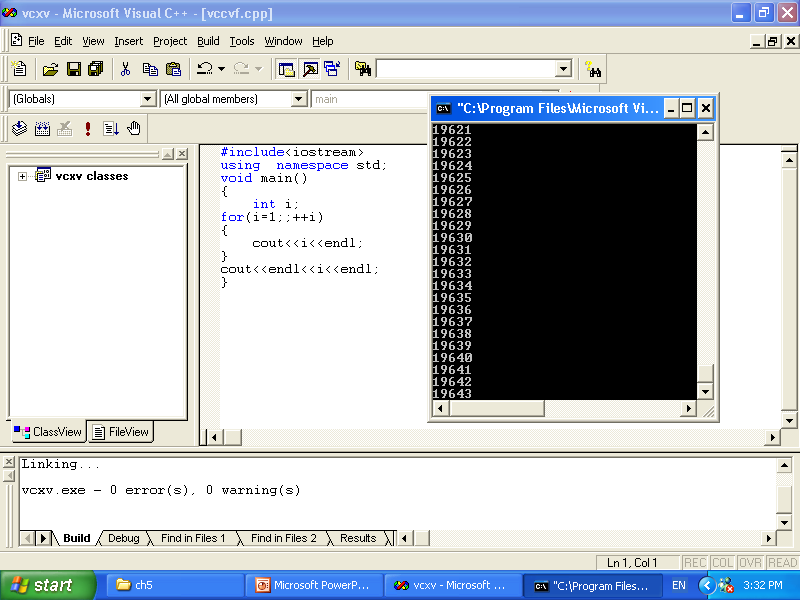 vcxv - Microsoft Visual C++ - [vccvf.cpp]
File Edit View Insert Project Build Tools Window Help
(Globals) (All global members) main
vcxv classes
ClassView FileView
#include<iostream>
using namespace std;
void main()
{
int i;
for(i=1;;++i)
{
cout<<i<<endl;
}
cout<<endl<<i<<endl;
}
"C:\Program Files\Microsoft Vi...
19621
19622
19623
19624
19625
19626
19627
19628
19629
19630
19631
19632
19633
19634
19635
19636
19637
19638
19639
19640
19641
19642
19643
Linking...
vcxv.exe - 0 error(s), 0 warning(s)
Build Debug Find in Files 1 Find in Files 2 Results
Ln 1, Col 1 REC COL OVR READ
start ch5 Microsoft PowerP... vcxv - Microsoft ... "C:\Program Files... EN 3:32 PM